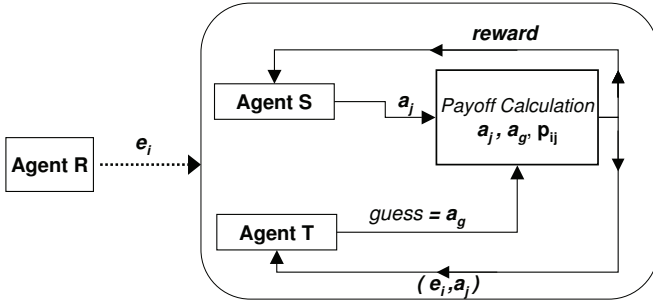 reward
Agent S
a_j
Payoff Calculation
a_j, a_g, p_ij
e_i
Agent R
guess = a_g
Agent T
( e_i,a_j)